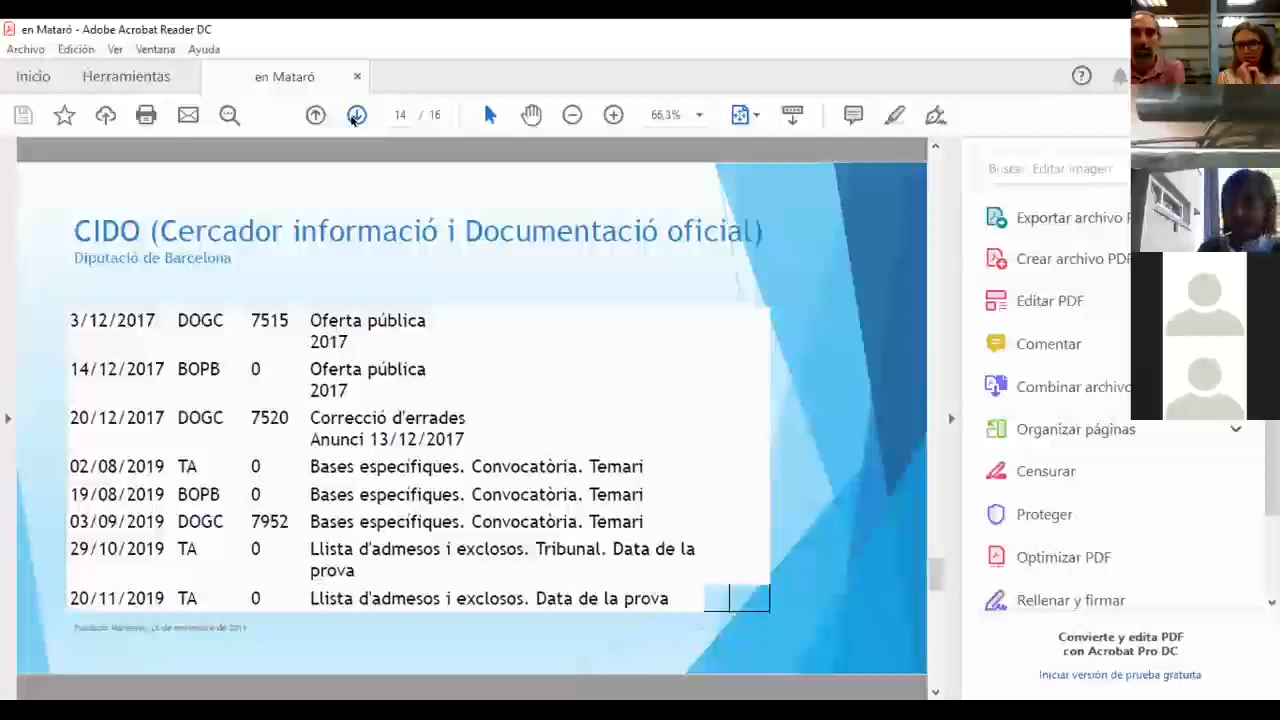 en Mataró - Adobe Acrobat Reader DC
Archivo Edición Ver Ventana Ayuda
Inicio Herramientas en Mataró
14 / 16 66,3%
CIDO (Cercador informació i Documentació oficial)
Diputació de Barcelona
3/12/2017 DOGC 7515 Oferta pública
2017
14/12/2017 BOPB 0 Oferta pública
2017
20/12/2017 DOGC 7520 Correcció d'errades
Anunci 13/12/2017
02/08/2019 TA 0 Bases específiques. Convocatòria. Temari
19/08/2019 BOPB 0 Bases específiques. Convocatòria. Temari
03/09/2019 DOGC 7952 Bases específiques. Convocatòria. Temari
29/10/2019 TA 0 Llista d'admesos i exclosos. Tribunal. Data de la
prova
20/11/2019 TA 0 Llista d'admesos i exclosos. Data de la prova
de novembre de
Buscar Editar imagen
Exportar archivo P
Crear archivo PDF
Editar PDF
Comentar
Combinar archivo
Organizar páginas
Censurar
Proteger
Optimizar PDF
Rellenar y firmar
Convierte y edita PDF
con Acrobat Pro DC
Iniciar versión de prueba gratuita